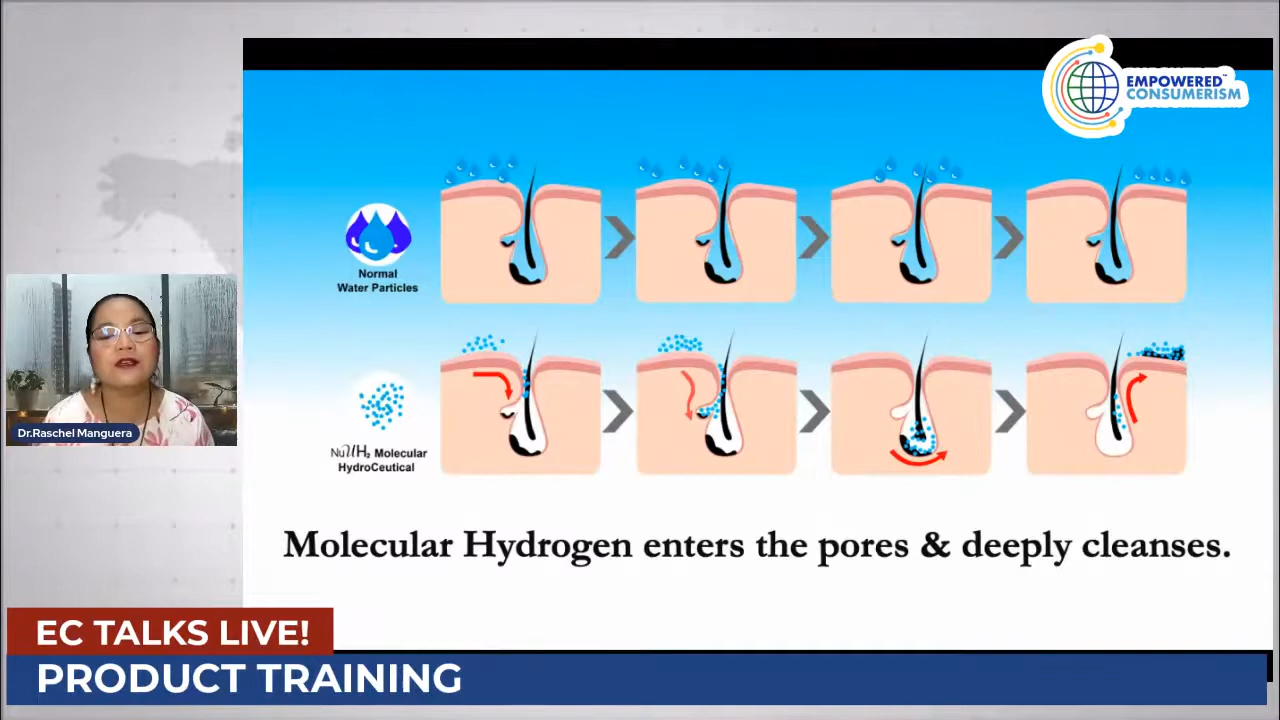 EMPOWERED™
CONSUMERISM
Normal
Water Particles
Molecular
HydroCeutical
Dr.Raschel Manguera
Molecular Hydrogen enters the pores & deeply cleanses.
EC TALKS LIVE!
PRODUCT TRAINING